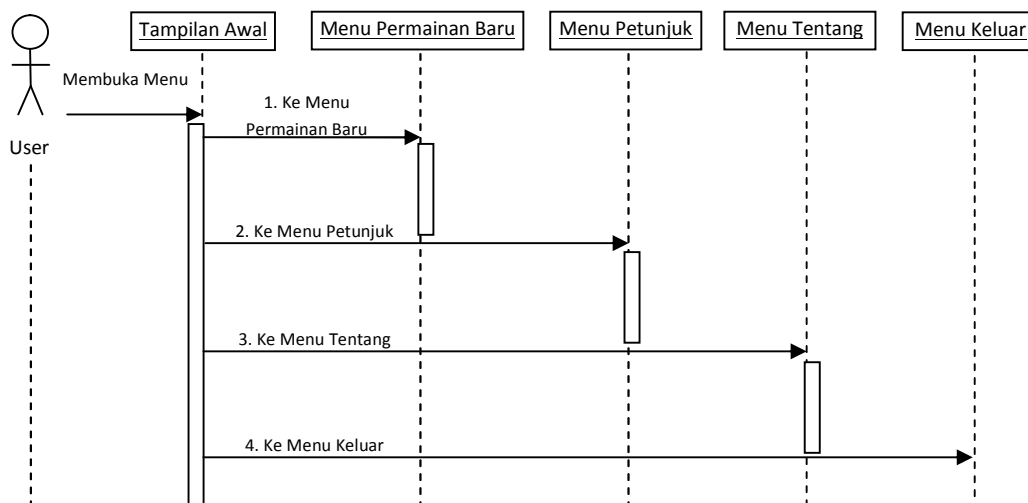 Tampilan Awal
Menu Permainan Baru
Menu Petunjuk
Menu Tentang
Menu Keluar
User
Membuka Menu
1. Ke Menu
Permainan Baru
2. Ke Menu Petunjuk
3. Ke Menu Tentang
4. Ke Menu Keluar